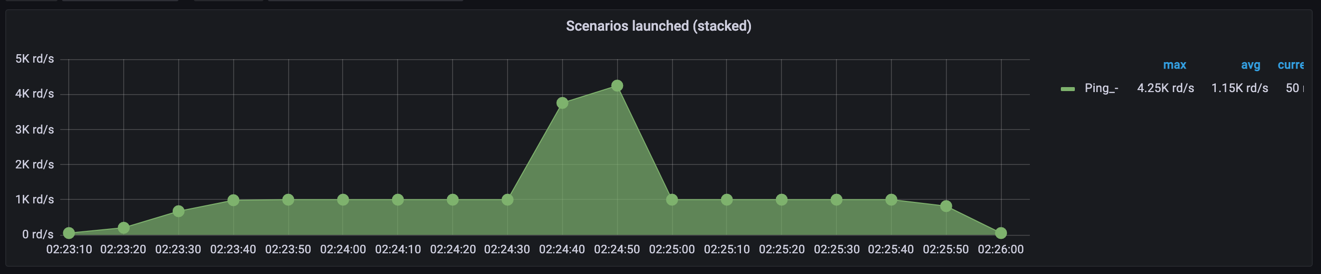 Scenarios launched (stacked)
5K rd/s
4K rd/s
3K rd/s
2K rd/s
1K rd/s
0 rd/s
02:23:10 02:23:20 02:23:30 02:23:40 02:23:50 02:24:00 02:24:10 02:24:20 02:24:30 02:24:40 02:24:50 02:25:00 02:25:10 02:25:20 02:25:30 02:25:40 02:25:50 02:26:00
max avg curre
Ping_- 4.25K rd/s 1.15K rd/s 50